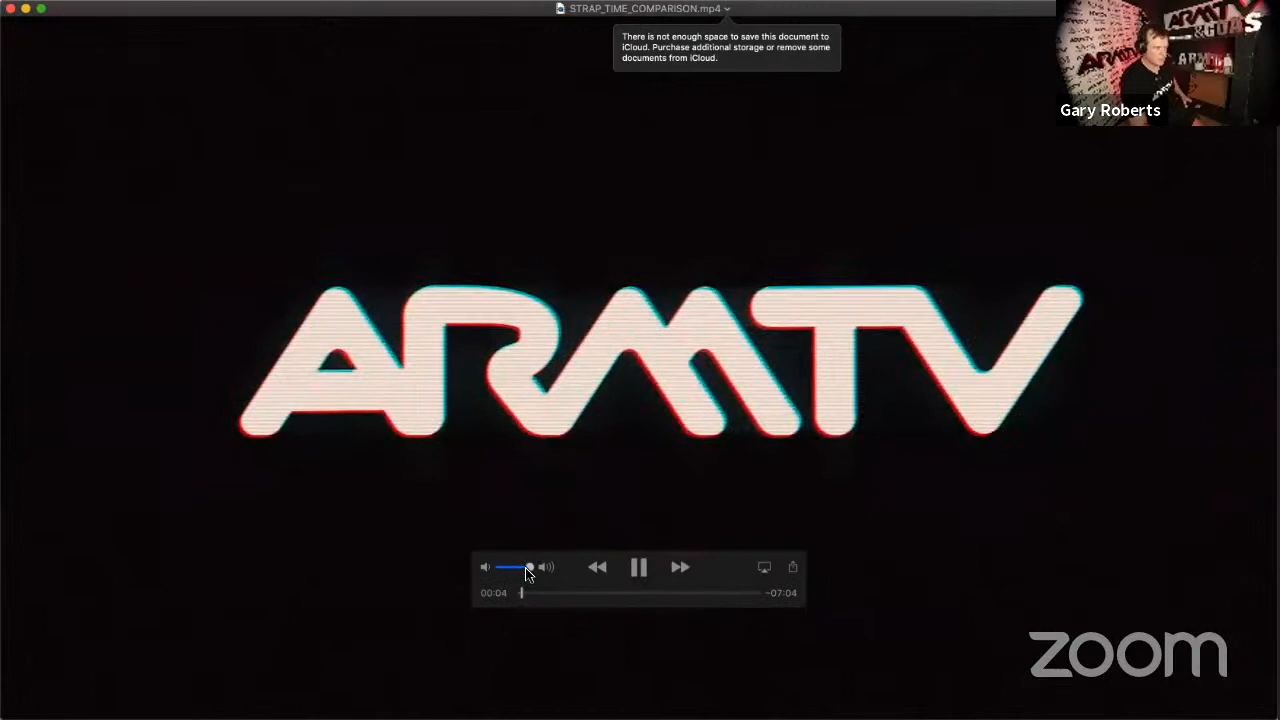 STRAP_TIME_COMPARISON.mp4
There is not enough space to save this document to
iCloud. Purchase additional storage or remove some
documents from iCloud.
ARMTV
Gary Roberts
ARMTV
00:04
-07:04
zoom